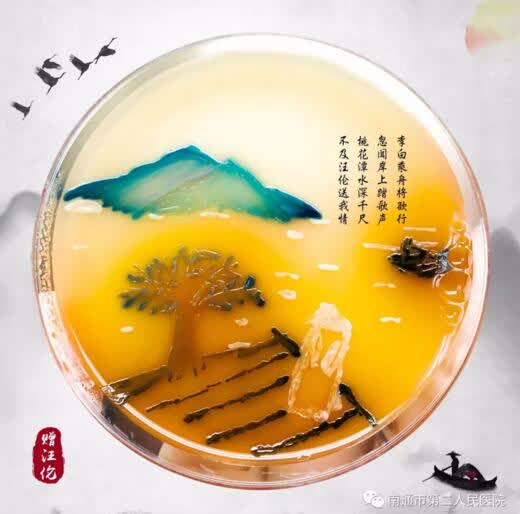 李白乘舟将欲行
忽闻岸上踏歌声
桃花潭水深千尺
不及汪伦送我情
赠汪伦
南通市第二人民医院